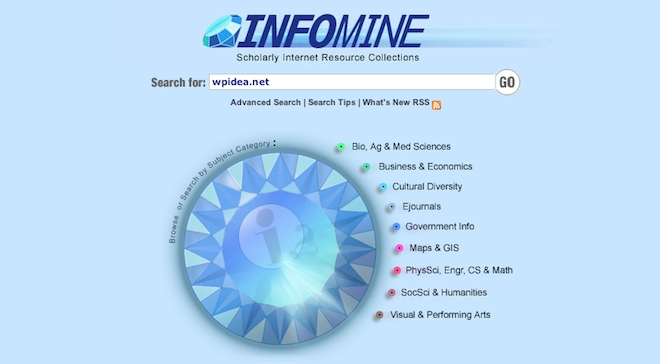 INFOMINE
Scholarly Internet Resource Collections
Search for: wpidea.net GO
Advanced Search | Search Tips | What's New RSS
Browse or Search by Subject Category :
Bio, Ag & Med Sciences
Business & Economics
Cultural Diversity
Ejournals
Government Info
Maps & GIS
PhysSci, Engr, CS & Math
SocSci & Humanities
Visual & Performing Arts